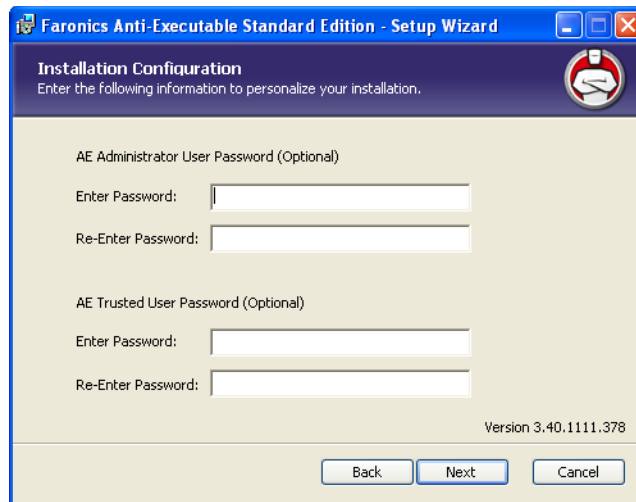 Faronics Anti-Executable Standard Edition - Setup Wizard
Installation Configuration
Enter the following information to personalize your installation.
AE Administrator User Password (Optional)
Enter Password:
Re-Enter Password:
AE Trusted User Password (Optional)
Enter Password:
Re-Enter Password:
Version 3.40.1111.378
Back Next Cancel